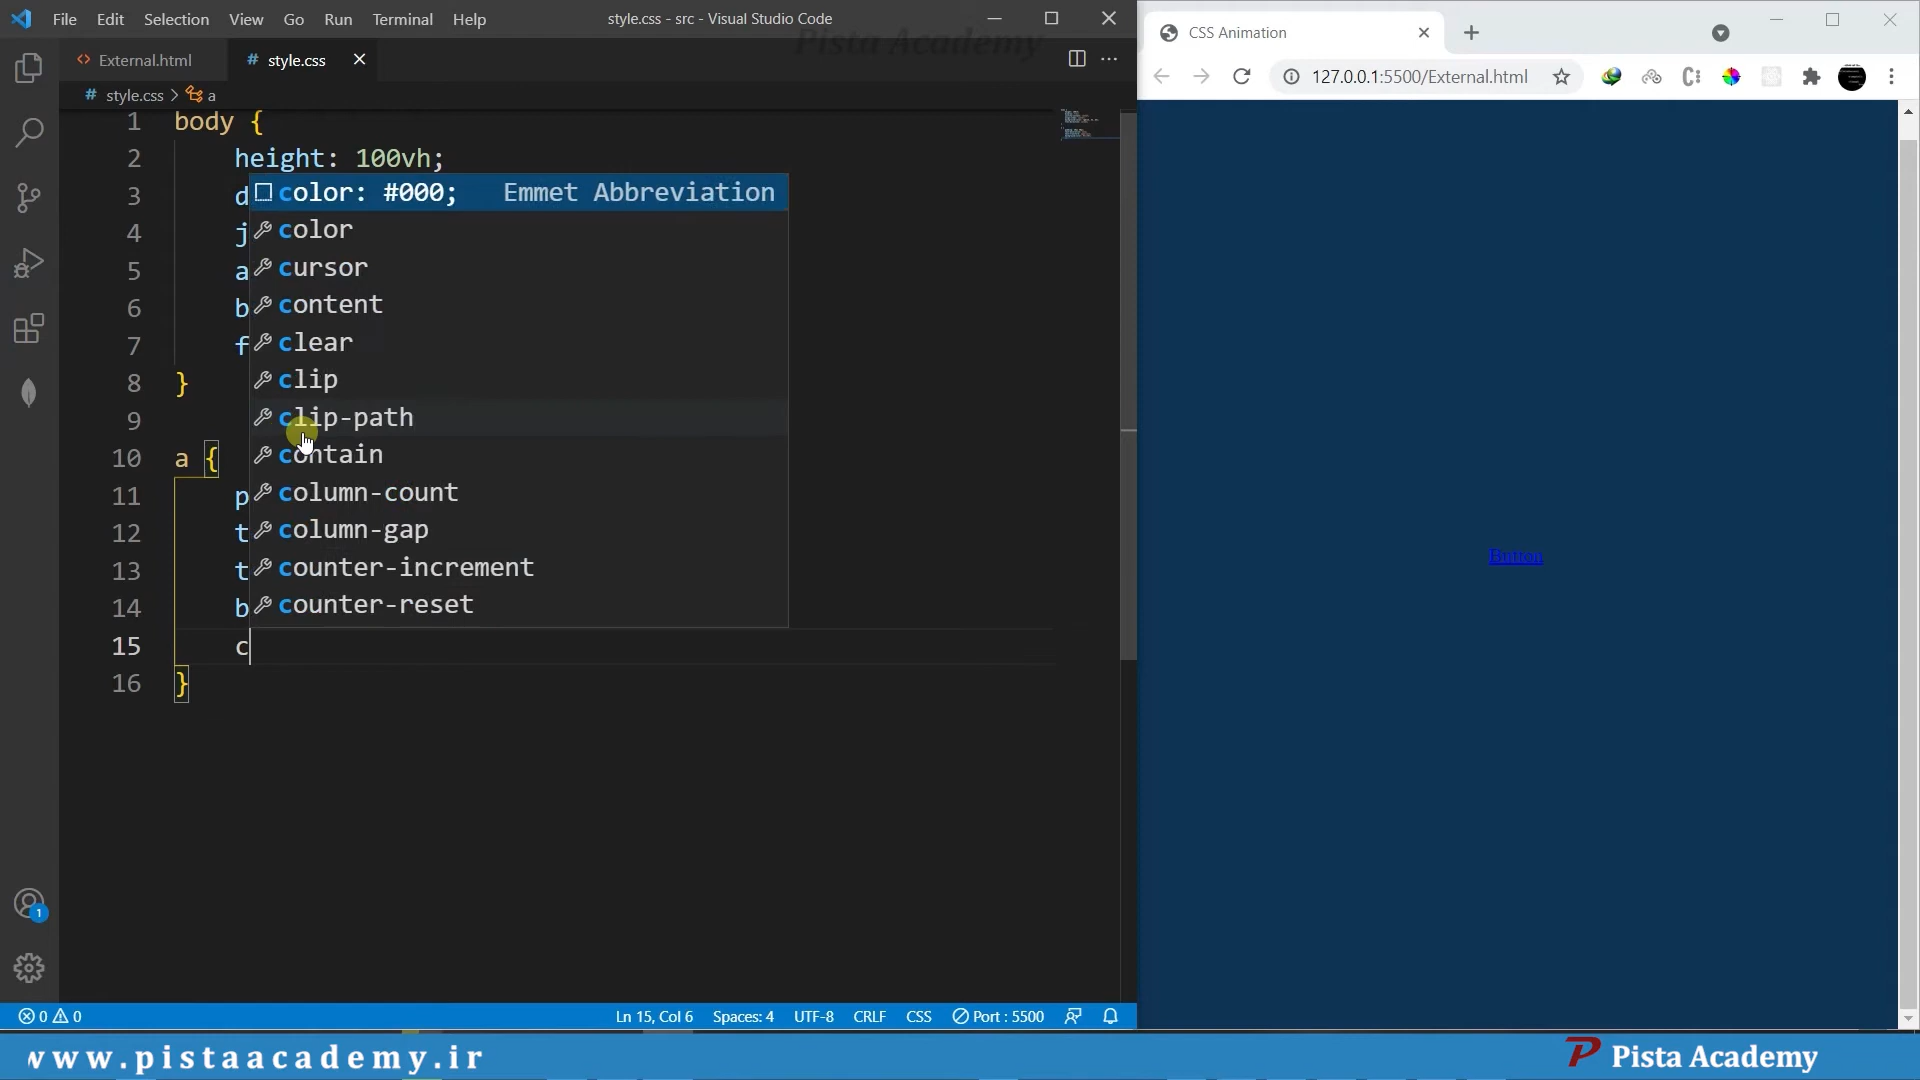 File Edit Selection View Go Run Terminal Help
style.css - src - Visual Studio Code
Pista Academy
External.html
# style.css
# style.css > a
1 body {
2 height: 100vh;
3 d
4 j
5 a
6 b
7 f
8 }
9
10 a {
11 p
12 t
13 t
14 b
15 c
16 }
color: #000; Emmet Abbreviation
color
cursor
content
clear
clip
clip-path
contain
column-count
column-gap
counter-increment
counter-reset
1
0 0
Ln 15, Col 6 Spaces: 4 UTF-8 CRLF CSS Port : 5500
CSS Animation
127.0.0.1:5500/External.html
Button
www.pistaacademy.ir
P Pista Academy